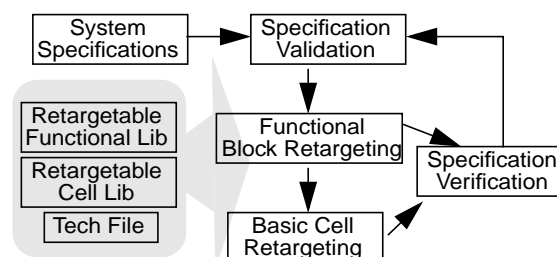 System
Specifications
Specification
Validation
Retargetable
Functional Lib
Functional
Block Retargeting
Retargetable
Cell Lib
Specification
Verification
Tech File
Basic Cell
Retargeting